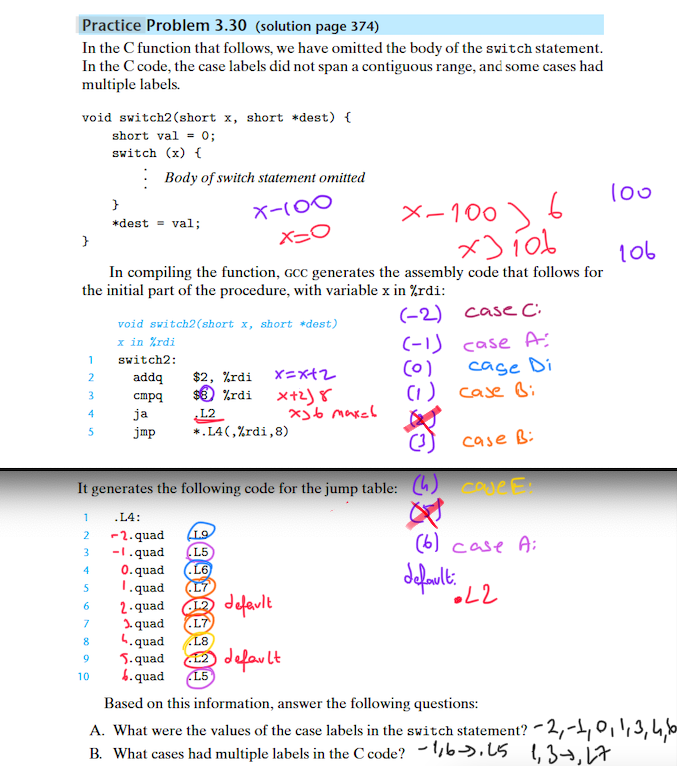 Practice Problem 3.30 (solution page 374)
In the C function that follows, we have omitted the body of the switch statement.
In the C code, the case labels did not span a contiguous range, and some cases had
multiple labels.
void switch2(short x, short *dest) {
short val = 0;
switch (x) {
⋮ Body of switch statement omitted
}
*dest = val;
}
x-100
x=0
x-100 > 6
x > 106
100
106
In compiling the function, GCC generates the assembly code that follows for
the initial part of the procedure, with variable x in %rdi:
void switch2(short x, short *dest)
x in %rdi
1 switch2:
2 addq $2, %rdi x=x+2
3 cmpq $8, %rdi x+2>8
4 ja .L2 x>6 max=6
5 jmp *.L4(,%rdi,8)
(-2) case C:
(-1) case A:
(0) case D:
(1) case B:
(2)
(3) case B:
It generates the following code for the jump table:
(4) case E:
(5)
(6) case A:
default:
.L2
1 .L4:
2 -2 .quad .L9
3 -1 .quad .L5
4 0 .quad .L6
5 1 .quad .L7
6 2 .quad .L2 default
7 3 .quad .L7
8 4 .quad .L8
9 5 .quad .L2 default
10 6 .quad .L5
Based on this information, answer the following questions:
A. What were the values of the case labels in the switch statement? -2,-1,0,1,3,4,6
B. What cases had multiple labels in the C code? -1,6→.L5 1,3→.L7